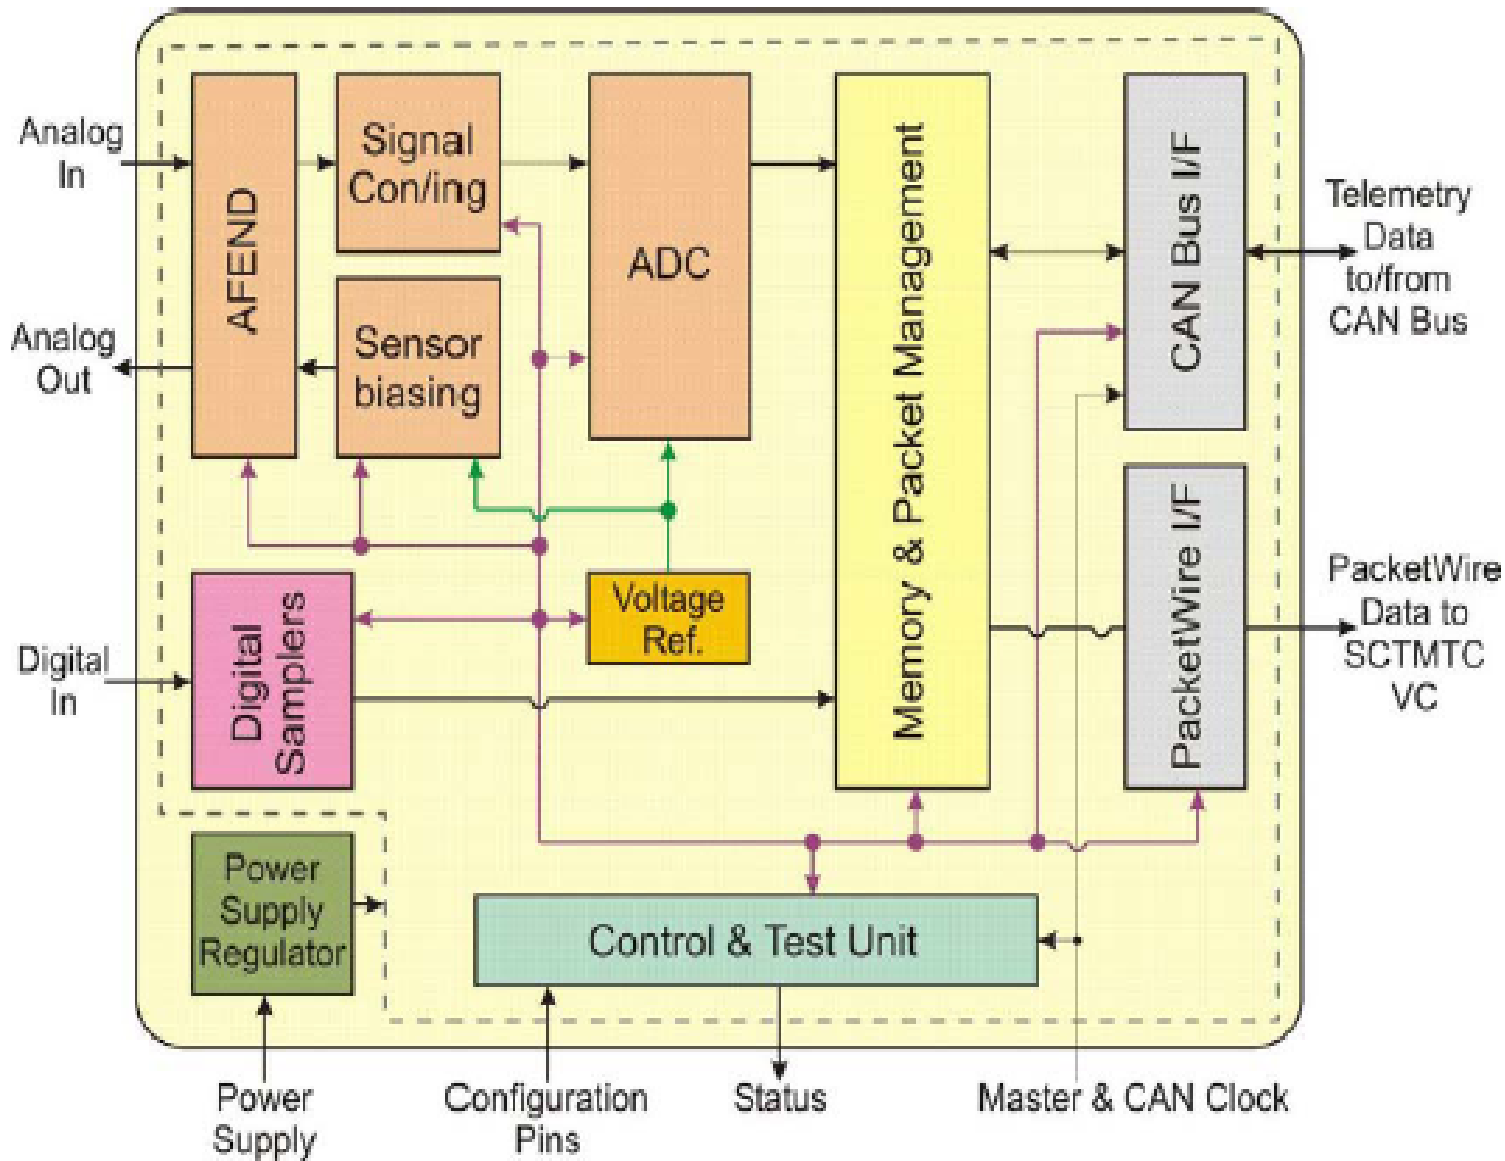 Analog
In
Analog
Out
Digital
In
AFEND
Signal
Con/ing
Sensor
biasing
ADC
Voltage
Ref.
Digital
Samplers
Memory & Packet Management
CAN Bus I/F
PacketWire I/F
Telemetry
Data
to/from
CAN Bus
PacketWire
Data to
SCTMTC
VC
Power
Supply
Regulator
Control & Test Unit
Power
Supply
Configuration
Pins
Status
Master & CAN Clock